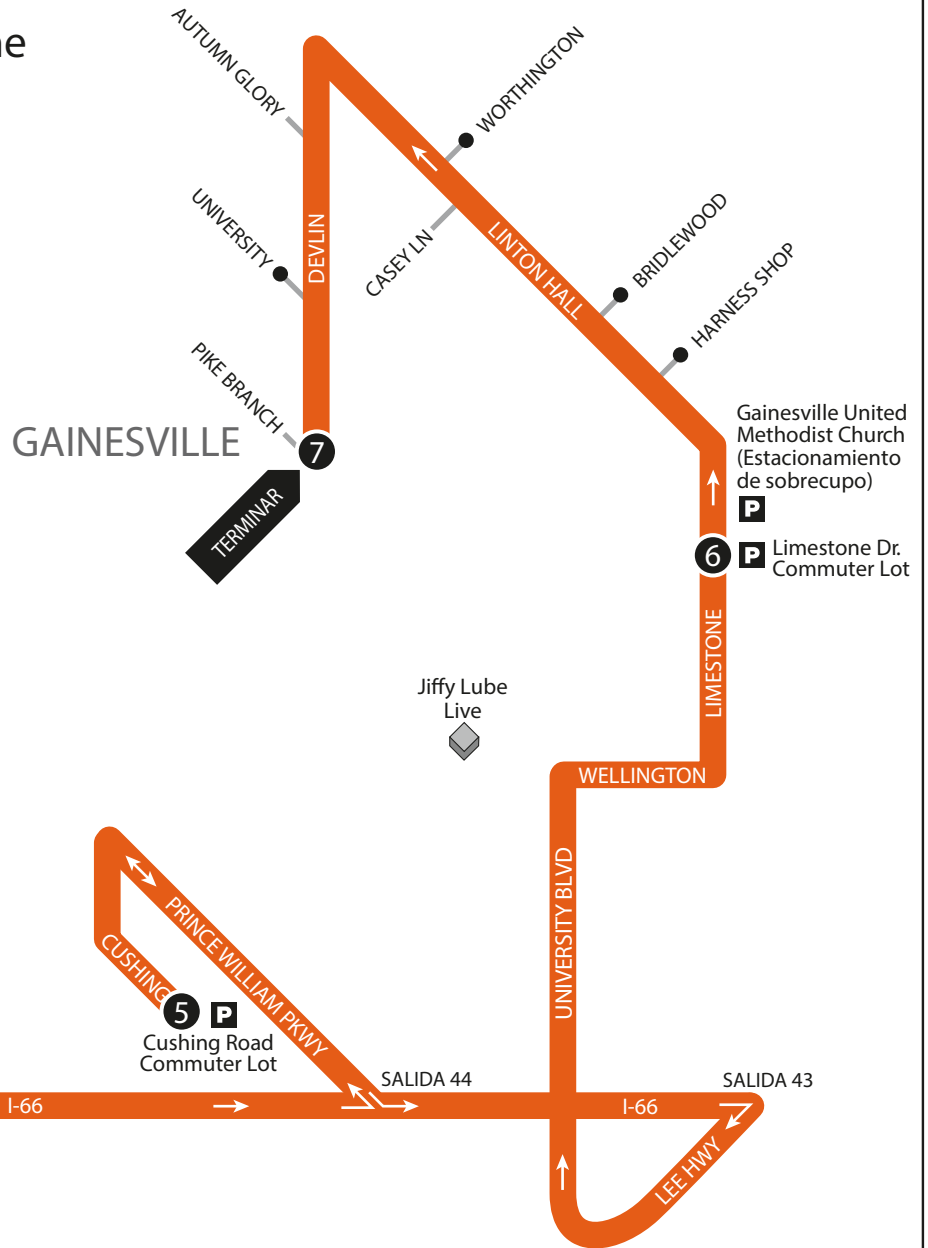 ne
AUTUMN GLORY
WORTHINGTON
UNIVERSITY
DEVLIN
CASEY LN
LINTON HALL
BRIDLEWOOD
HARNESS SHOP
PIKE BRANCH
GAINESVILLE
7
TERMINAR
Gainesville United
Methodist Church
(Estacionamiento
de sobrecupo)
P
6
P
Limestone Dr.
Commuter Lot
LIMESTONE
Jiffy Lube
Live
WELLINGTON
UNIVERSITY BLVD
PRINCE WILLIAM PKWY
CUSHING
5
P
Cushing Road
Commuter Lot
SALIDA 44
SALIDA 43
I-66
I-66
LEE HWY